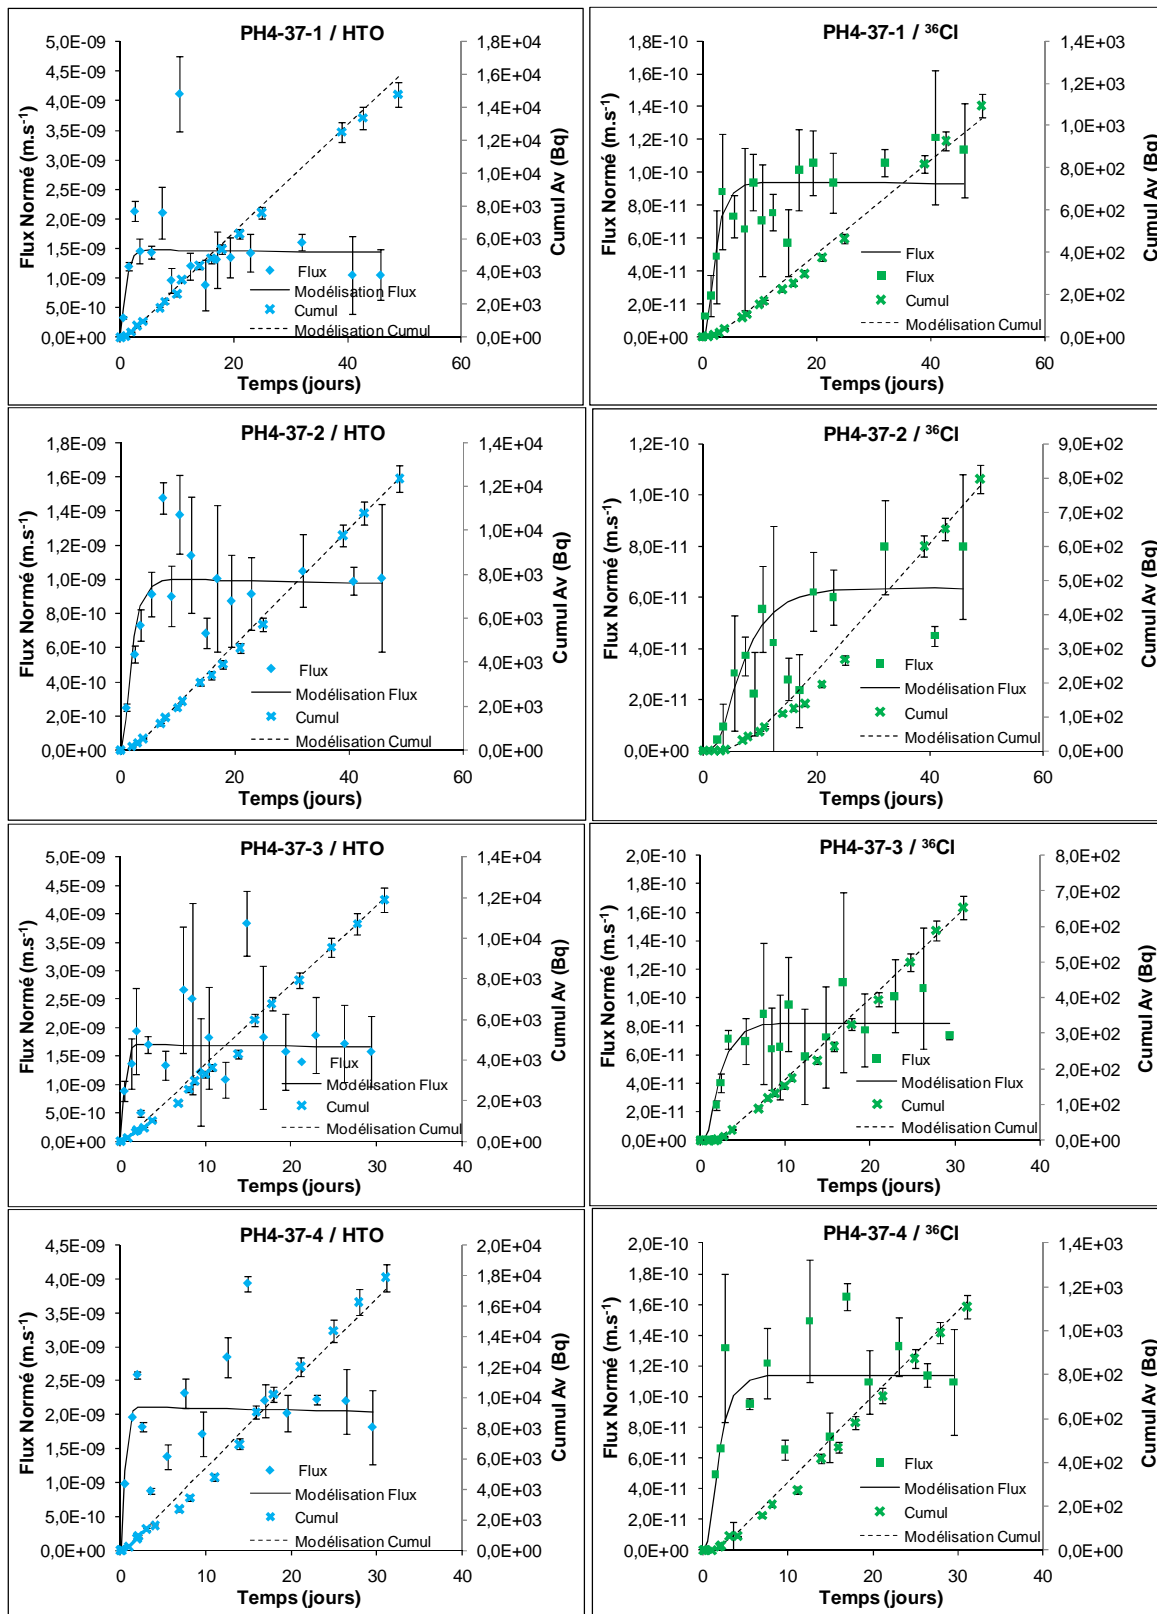 PH4-37-1 / HTO
Flux Normé (m.s⁻¹)
5,0E-09
4,5E-09
4,0E-09
3,5E-09
3,0E-09
2,5E-09
2,0E-09
1,5E-09
1,0E-09
5,0E-10
0,0E+00
1,8E+04
1,6E+04
1,4E+04
1,2E+04
1,0E+04
8,0E+03
6,0E+03
4,0E+03
2,0E+03
0,0E+00
Cumul Av (Bq)
Flux
Modélisation Flux
Cumul
Modélisation Cumul
0 20 40 60
Temps (jours)
PH4-37-1 / ³⁶Cl
Flux Normé (m.s⁻¹)
1,8E-10
1,6E-10
1,4E-10
1,2E-10
1,0E-10
8,0E-11
6,0E-11
4,0E-11
2,0E-11
0,0E+00
1,4E+03
1,2E+03
1,0E+03
8,0E+02
6,0E+02
4,0E+02
2,0E+02
0,0E+00
Cumul Av (Bq)
Flux
Flux
Cumul
Modélisation Cumul
0 20 40 60
Temps (jours)
PH4-37-2 / HTO
Flux Normé (m.s⁻¹)
1,8E-09
1,6E-09
1,4E-09
1,2E-09
1,0E-09
8,0E-10
6,0E-10
4,0E-10
2,0E-10
0,0E+00
1,4E+04
1,2E+04
1,0E+04
8,0E+03
6,0E+03
4,0E+03
2,0E+03
0,0E+00
Cumul Av (Bq)
Flux
Modélisation Flux
Cumul
Modélisation Cumul
0 20 40 60
Temps (jours)
PH4-37-2 / ³⁶Cl
Flux Normé (m.s⁻¹)
1,2E-10
1,0E-10
8,0E-11
6,0E-11
4,0E-11
2,0E-11
0,0E+00
9,0E+02
8,0E+02
7,0E+02
6,0E+02
5,0E+02
4,0E+02
3,0E+02
2,0E+02
1,0E+02
0,0E+00
Cumul Av (Bq)
Flux
Modélisation Flux
Cumul
Modélisation Cumul
0 20 40 60
Temps (jours)
PH4-37-3 / HTO
Flux Normé (m.s⁻¹)
5,0E-09
4,5E-09
4,0E-09
3,5E-09
3,0E-09
2,5E-09
2,0E-09
1,5E-09
1,0E-09
5,0E-10
0,0E+00
1,4E+04
1,2E+04
1,0E+04
8,0E+03
6,0E+03
4,0E+03
2,0E+03
0,0E+00
Cumul Av (Bq)
Flux
Modélisation Flux
Cumul
Modélisation Cumul
0 10 20 30 40
Temps (jours)
PH4-37-3 / ³⁶Cl
Flux Normé (m.s⁻¹)
2,0E-10
1,8E-10
1,6E-10
1,4E-10
1,2E-10
1,0E-10
8,0E-11
6,0E-11
4,0E-11
2,0E-11
0,0E+00
8,0E+02
7,0E+02
6,0E+02
5,0E+02
4,0E+02
3,0E+02
2,0E+02
1,0E+02
0,0E+00
Cumul Av (Bq)
Flux
Modélisation Flux
Cumul
Modélisation Cumul
0 10 20 30 40
Temps (jours)
PH4-37-4 / HTO
Flux Normé (m.s⁻¹)
4,5E-09
4,0E-09
3,5E-09
3,0E-09
2,5E-09
2,0E-09
1,5E-09
1,0E-09
5,0E-10
0,0E+00
2,0E+04
1,8E+04
1,6E+04
1,4E+04
1,2E+04
1,0E+04
8,0E+03
6,0E+03
4,0E+03
2,0E+03
0,0E+00
Cumul Av (Bq)
Flux
Modélisation Flux
Cumul
Modélisation Cumul
0 10 20 30 40
Temps (jours)
PH4-37-4 / ³⁶Cl
Flux Normé (m.s⁻¹)
2,0E-10
1,8E-10
1,6E-10
1,4E-10
1,2E-10
1,0E-10
8,0E-11
6,0E-11
4,0E-11
2,0E-11
0,0E+00
1,4E+03
1,2E+03
1,0E+03
8,0E+02
6,0E+02
4,0E+02
2,0E+02
0,0E+00
Cumul Av (Bq)
Flux
Modélisation Flux
Cumul
Modélisation Cumul
0 10 20 30 40
Temps (jours)